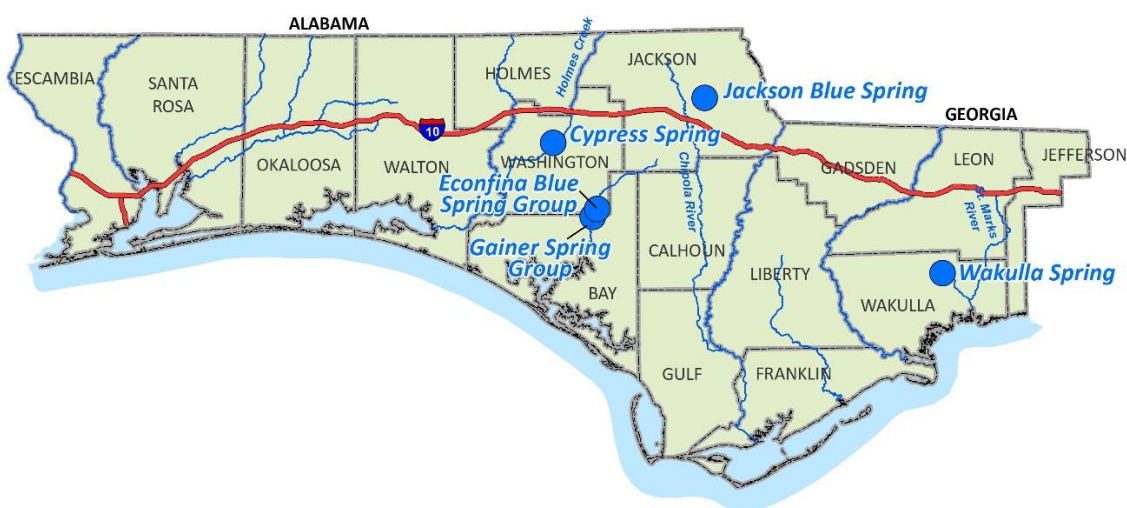 ALABAMA
ESCAMBIA
SANTA
ROSA
OKALOOSA
WALTON
HOLMES
Holmes Creek
JACKSON
Jackson Blue Spring
GEORGIA
10
Cypress Spring
WASHINGTON
Econfina Blue
Spring Group
Gainer Spring
Group
BAY
Chipola River
CALHOUN
GULF
LIBERTY
FRANKLIN
GADSDEN
LEON
JEFFERSON
St. Marks
River
Wakulla Spring
WAKULLA